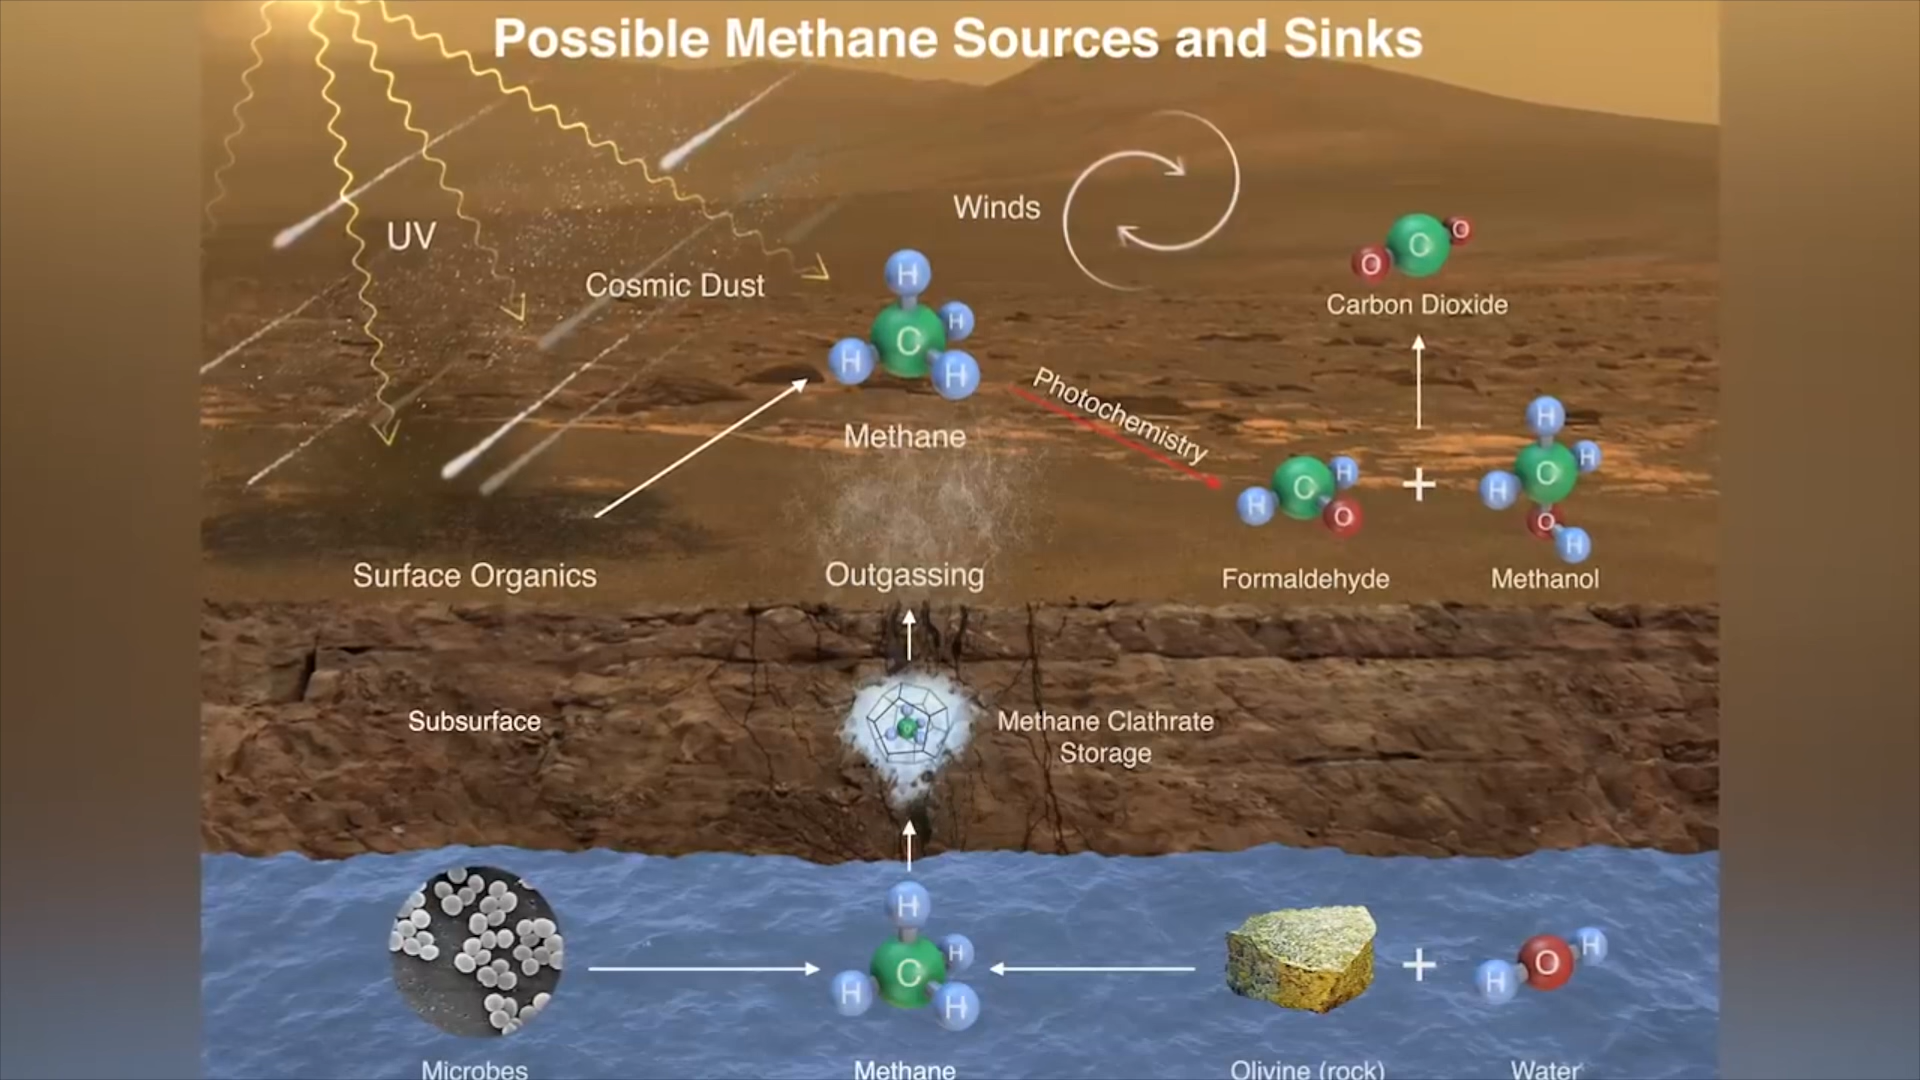 Possible Methane Sources and Sinks
UV
Cosmic Dust
Winds
H
H
C
H
H
Methane
O
C
O
Carbon Dioxide
Photochemistry
H
C
H
O
+
H
H
C
H
O
H
Surface Organics
Outgassing
Formaldehyde
Methanol
Subsurface
Methane Clathrate
Storage
H
H
C
H
H
+
H
O
H
Microbes
Methane
Olivine (rock)
Water